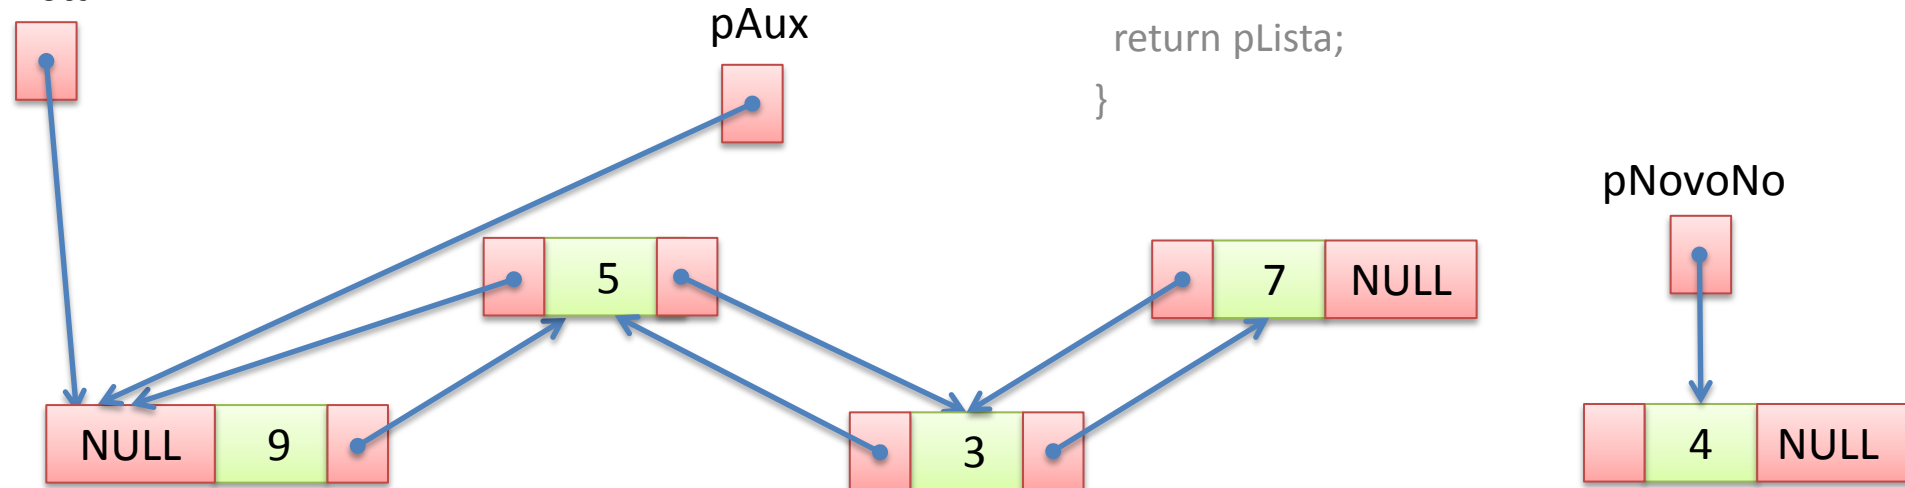 pAux
return pLista;
}
pNovoNo
5
7 NULL
NULL 9
3
4 NULL